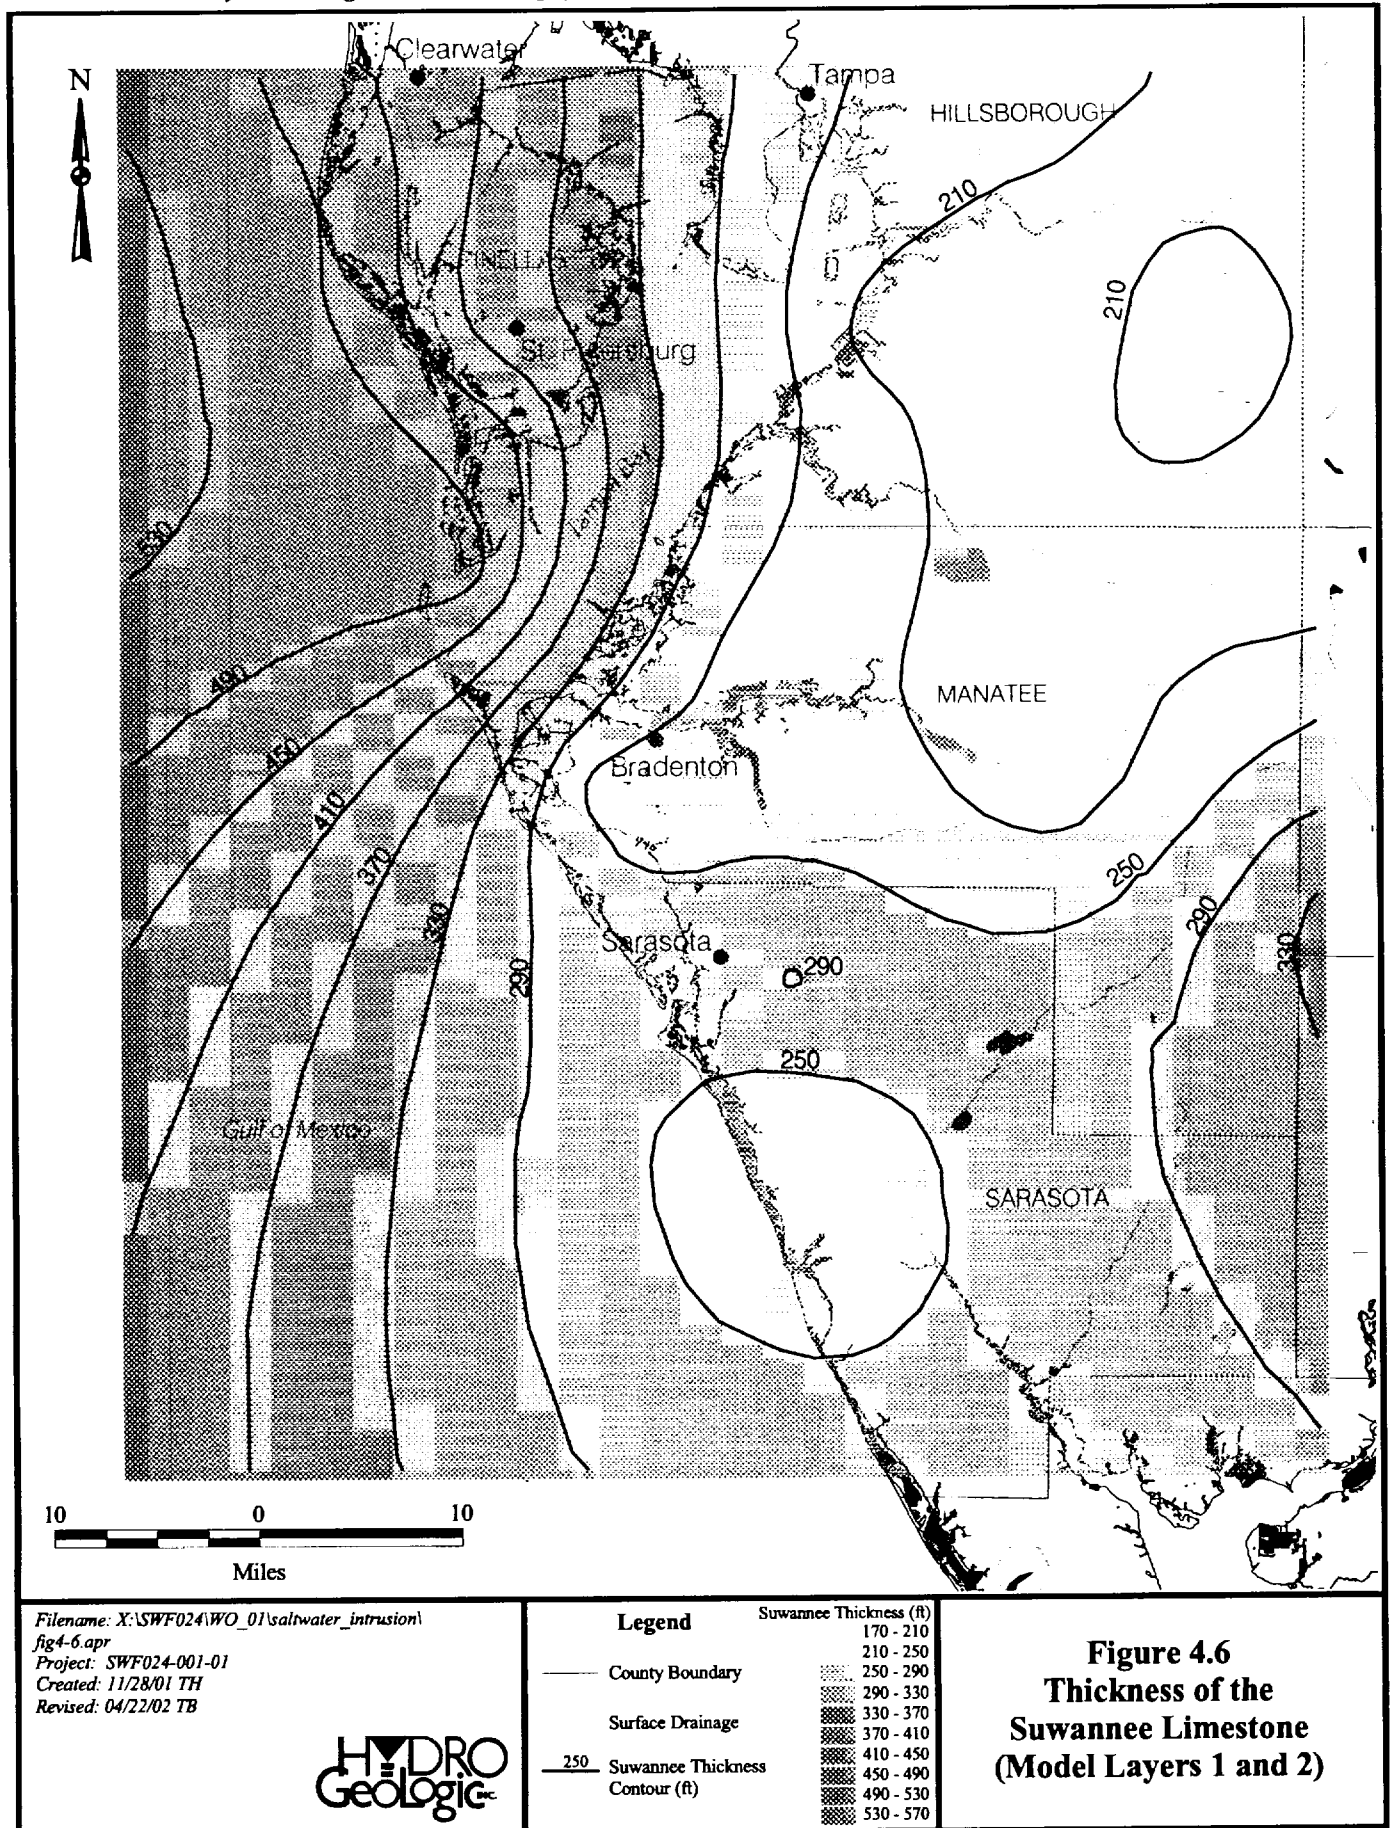 Clearwater
N
Tampa
HILLSBOROUGH
210
210
St. Petersburg
530
490
MANATEE
450
Bradenton
410
370
250
330
290
290
330
Sarasota
290
250
Gulf of Mexico
SARASOTA
10 0 10
Miles
Filename: X:\SWF024\WO_01\saltwater_intrusion\
fig4-6.apr
Project: SWF024-001-01
Created: 11/28/01 TH
Revised: 04/22/02 TB
HYDRO
GeoLogic INC.
Legend
County Boundary
Surface Drainage
250 Suwannee Thickness
Contour (ft)
Suwannee Thickness (ft)
170 - 210
210 - 250
250 - 290
290 - 330
330 - 370
370 - 410
410 - 450
450 - 490
490 - 530
530 - 570
Figure 4.6
Thickness of the
Suwannee Limestone
(Model Layers 1 and 2)